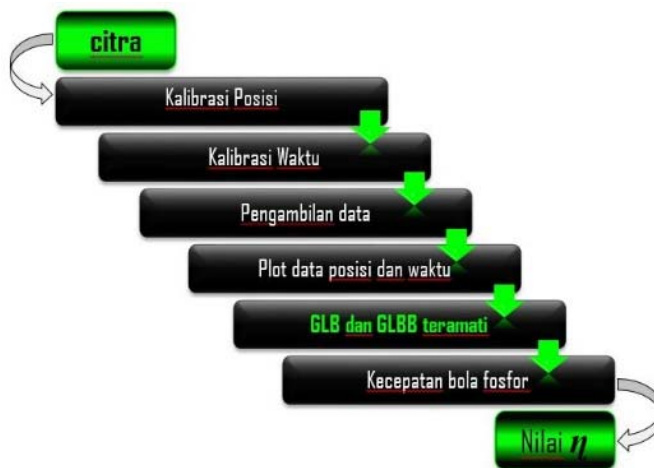 citra
Kalibrasi Posisi
Kalibrasi Waktu
Pengambilan data
Plot data posisi dan waktu
GLB dan GLBB teramati
Kecepatan bola fosfor
Nilai η